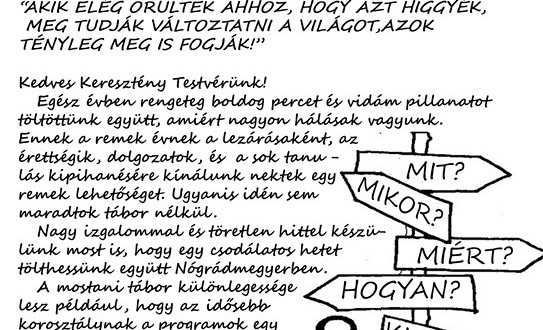 “AKIK ELÉG ŐRÜLTEK AHHOZ, HOGY AZT HIGGYÉK,
MEG TUDJÁK VÁLTOZTATNI A VILÁGOT,AZOK
TÉNYLEG MEG IS FOGJÁK!”
Kedves Keresztény Testvérünk!
Egész évben rengeteg boldog percet és vidám pillanatot
töltöttünk együtt, amiért nagyon hálásak vagyunk.
Ennek a remek évnek a lezárásaként, az
érettségik, dolgozatok, és a sok tanu -
lás kipihanésére kínálunk nektek egy
remek lehetőséget. Ugyanis idén sem
maradtok tábor nélkül.
Nagy izgalommal és töretlen hittel készü-
lünk most is, hogy egy csodálatos hetet
tölthessünk együtt Nógrádmegyerben.
A mostani tábor különlegessége
lesz például, hogy az idősebb
korosztálynak a programok egy
MIT?
MIKOR?
MIÉRT?
HOGYAN?